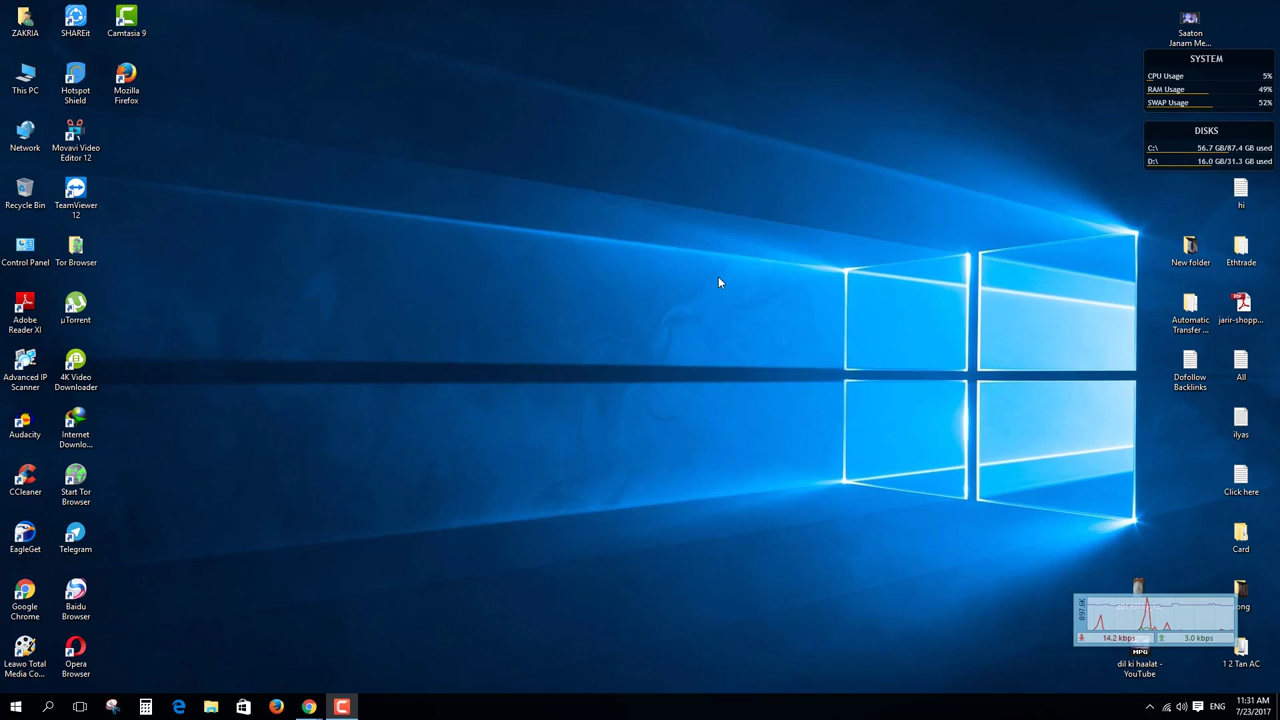 ZAKRIA
SHAREit
Camtasia 9
This PC
Hotspot
Shield
Mozilla
Firefox
Network
Movavi Video
Editor 12
Recycle Bin
TeamViewer
12
Control Panel
Tor Browser
Adobe
Reader XI
µTorrent
Advanced IP
Scanner
4K Video
Downloader
Audacity
Internet
Downlo...
CCleaner
Start Tor
Browser
EagleGet
Telegram
Google
Chrome
Baidu
Browser
Leawo Total
Media Co...
Opera
Browser
Saaton
Janam Me...
SYSTEM
CPU Usage 5%
RAM Usage 49%
SWAP Usage 52%
DISKS
C:\ 56.7 GB/87.4 GB used
D:\ 16.0 GB/31.3 GB used
hi
New folder
Ethtrade
Automatic
Transfer ...
PDF
jarir-shopp...
Dofollow
Backlinks
All
ilyas
Click here
Card
897.6K
14.2 kbps
3.0 kbps
MPG
dil ki haalat -
YouTube
1 2 Tan AC
ENG
11:31 AM
7/23/2017